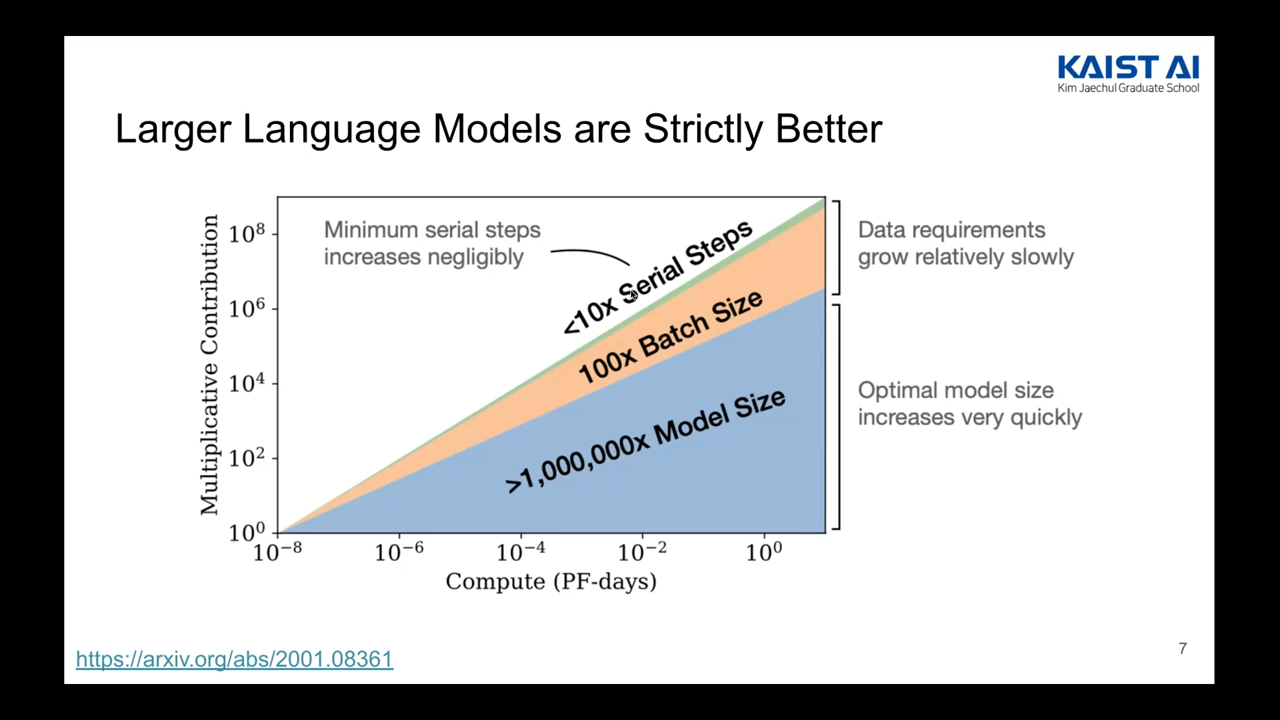 KAIST AI
Kim Jaechul Graduate School
Larger Language Models are Strictly Better
Multiplicative Contribution
10⁸
10⁶
10⁴
10²
10⁰
Minimum serial steps
increases negligibly
<10x Serial Steps
100x Batch Size
>1,000,000x Model Size
Data requirements
grow relatively slowly
Optimal model size
increases very quickly
10⁻⁸ 10⁻⁶ 10⁻⁴ 10⁻² 10⁰
Compute (PF-days)
https://arxiv.org/abs/2001.08361
7